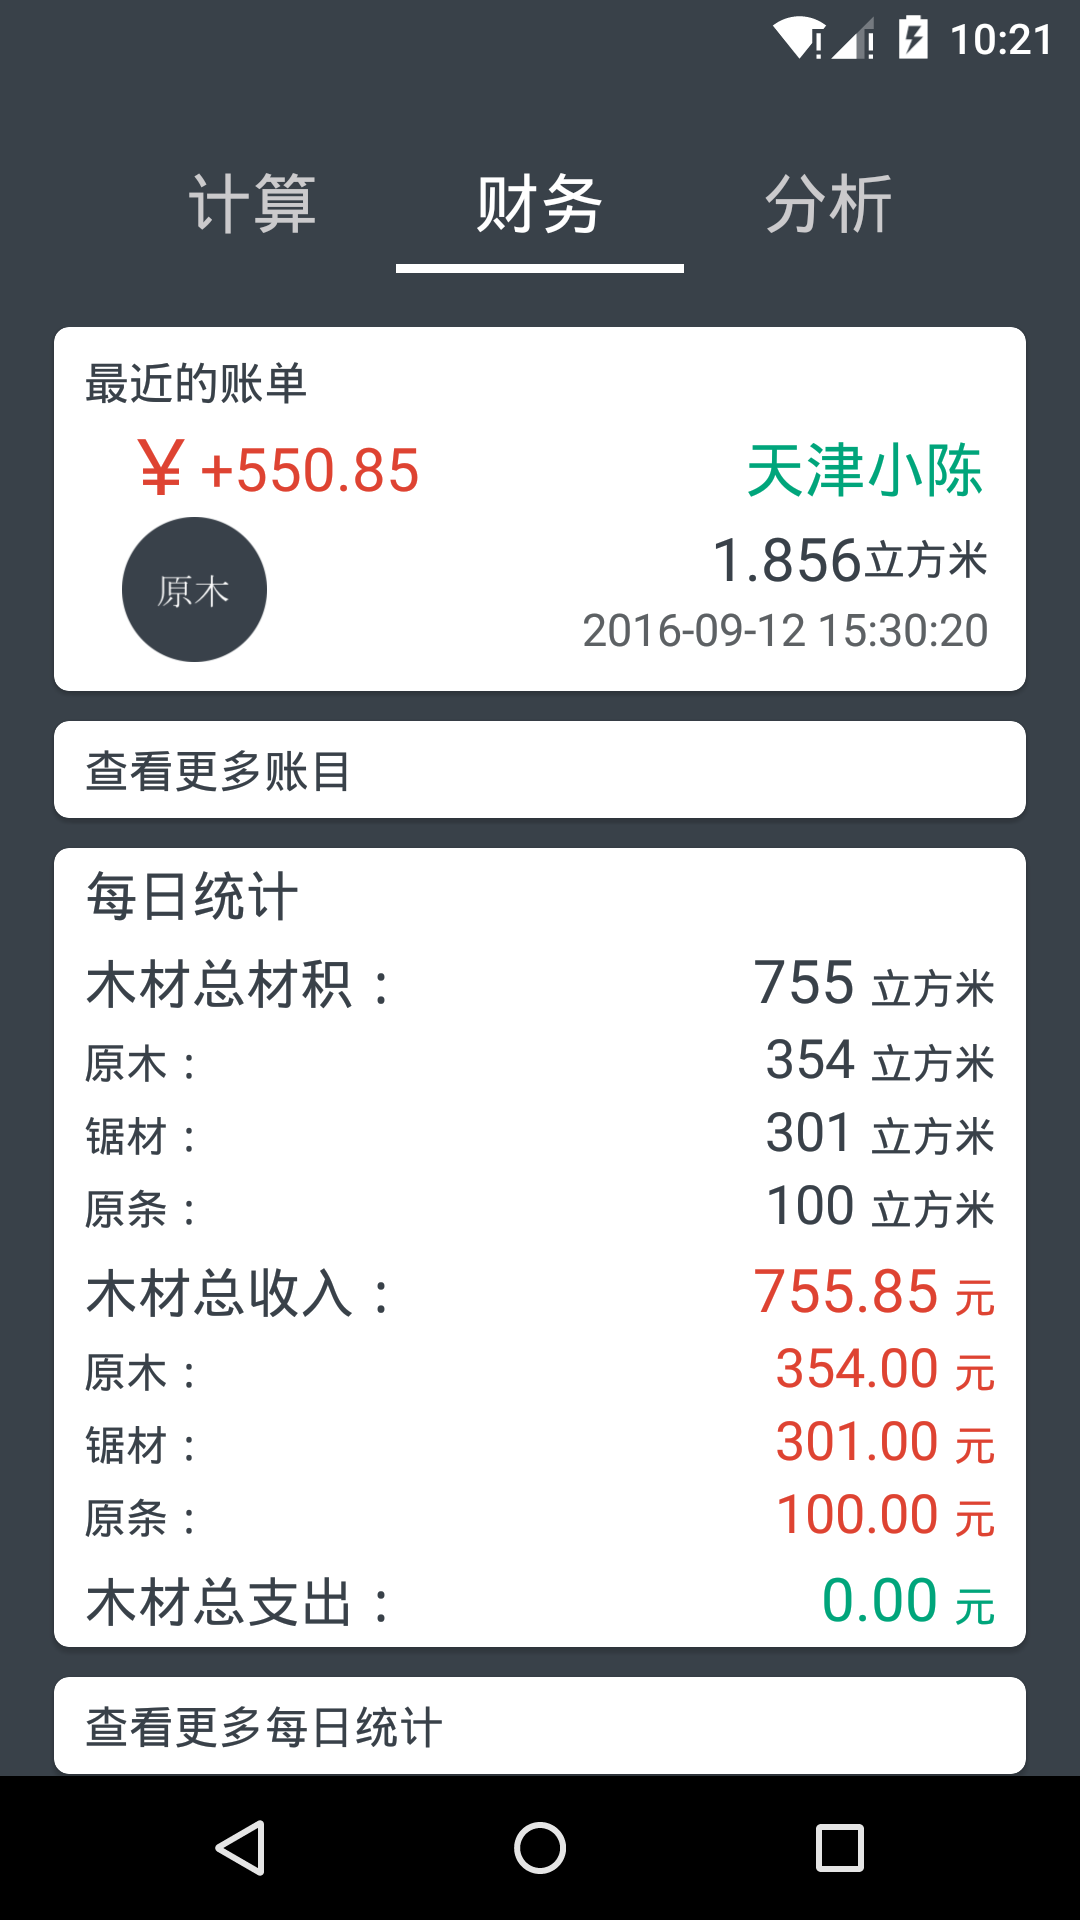 10:21
计算 财务 分析
最近的账单
¥ +550.85 天津小陈
原木 1.856立方米
2016-09-12 15:30:20
查看更多账目
每日统计
木材总材积： 755 立方米
原木： 354 立方米
锯材： 301 立方米
原条： 100 立方米
木材总收入： 755.85 元
原木： 354.00 元
锯材： 301.00 元
原条： 100.00 元
木材总支出： 0.00 元
查看更多每日统计